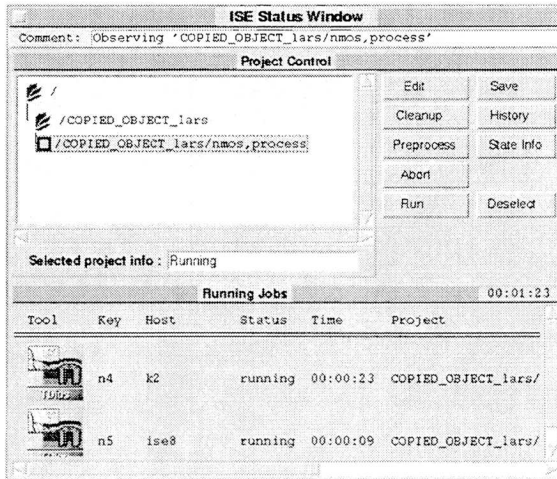 ISE Status Window
Comment: Observing 'COPIED_OBJECT_lars/nmos,process'
Project Control
/
/COPIED_OBJECT_lars
/COPIED_OBJECT_lars/nmos,process
Edit Save
Cleanup History
Preprocess State Info
Abort
Run Deselect
Selected project info : Running
Running Jobs 00:01:23
Tool Key Host Status Time Project
n4 k2 running 00:00:23 COPIED_OBJECT_lars/
n5 ise8 running 00:00:09 COPIED_OBJECT_lars/